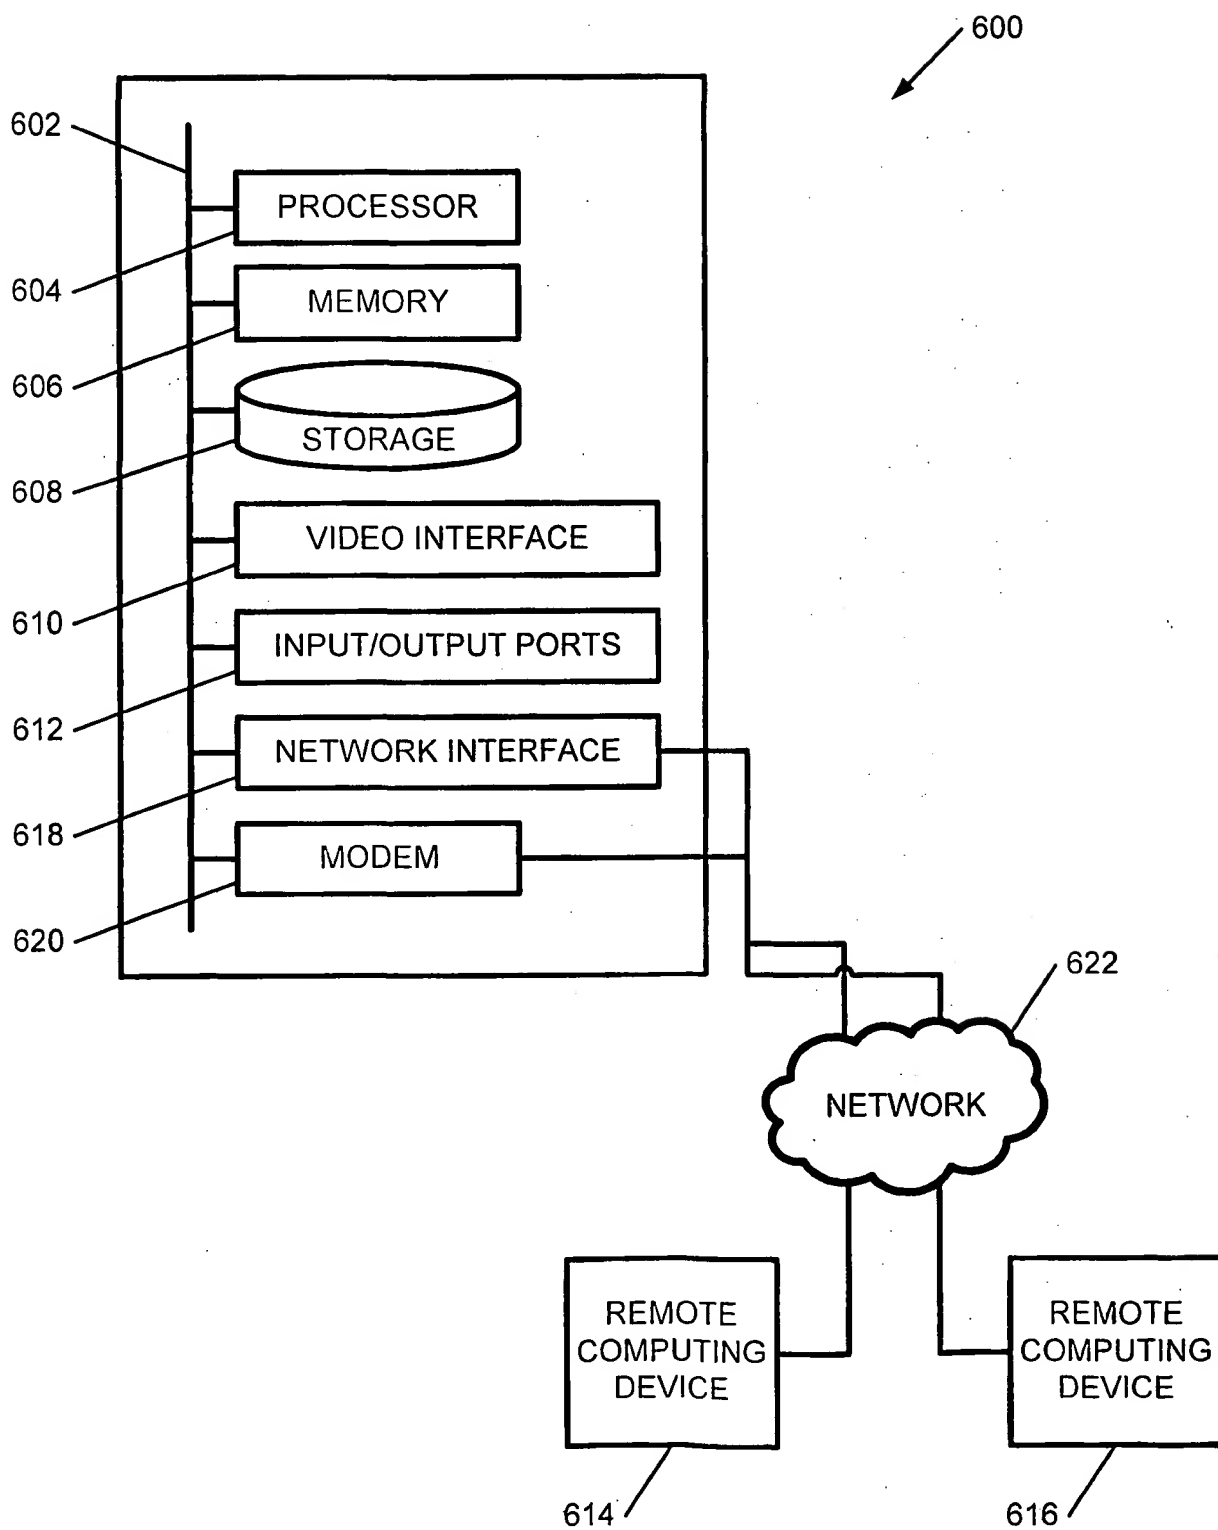 600
602
PROCESSOR
604
MEMORY
606
STORAGE
608
VIDEO INTERFACE
610
INPUT/OUTPUT PORTS
612
NETWORK INTERFACE
618
MODEM
620
622
NETWORK
REMOTE
COMPUTING
DEVICE
REMOTE
COMPUTING
DEVICE
614
616